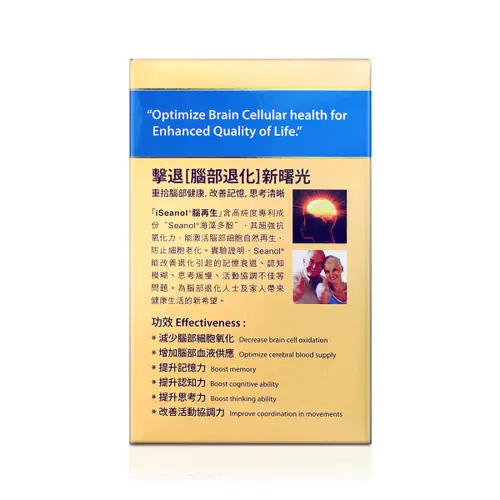 “Optimize Brain Cellular health for
Enhanced Quality of Life.”
擊退[腦部退化]新曙光
重拾腦部健康, 改善記憶, 思考清晰
「iSeanol®腦再生」含高純度專利成
份“Seanol®海藻多酚”，其超強抗
氧化力，能激活腦部細胞自然再生，
防止細胞老化。實驗證明，Seanol®
能改善退化引起的記憶衰退、認知
模糊、思考緩慢、活動協調不佳等
問題。為腦部退化人士及家人帶來
健康生活的新希望。
功效 Effectiveness :
* 減少腦部細胞氧化 Decrease brain cell oxidation
* 增加腦部血液供應 Optimize cerebral blood supply
* 提升記憶力 Boost memory
* 提升認知力 Boost cognitive ability
* 提升思考力 Boost thinking ability
* 改善活動協調力 Improve coordination in movements